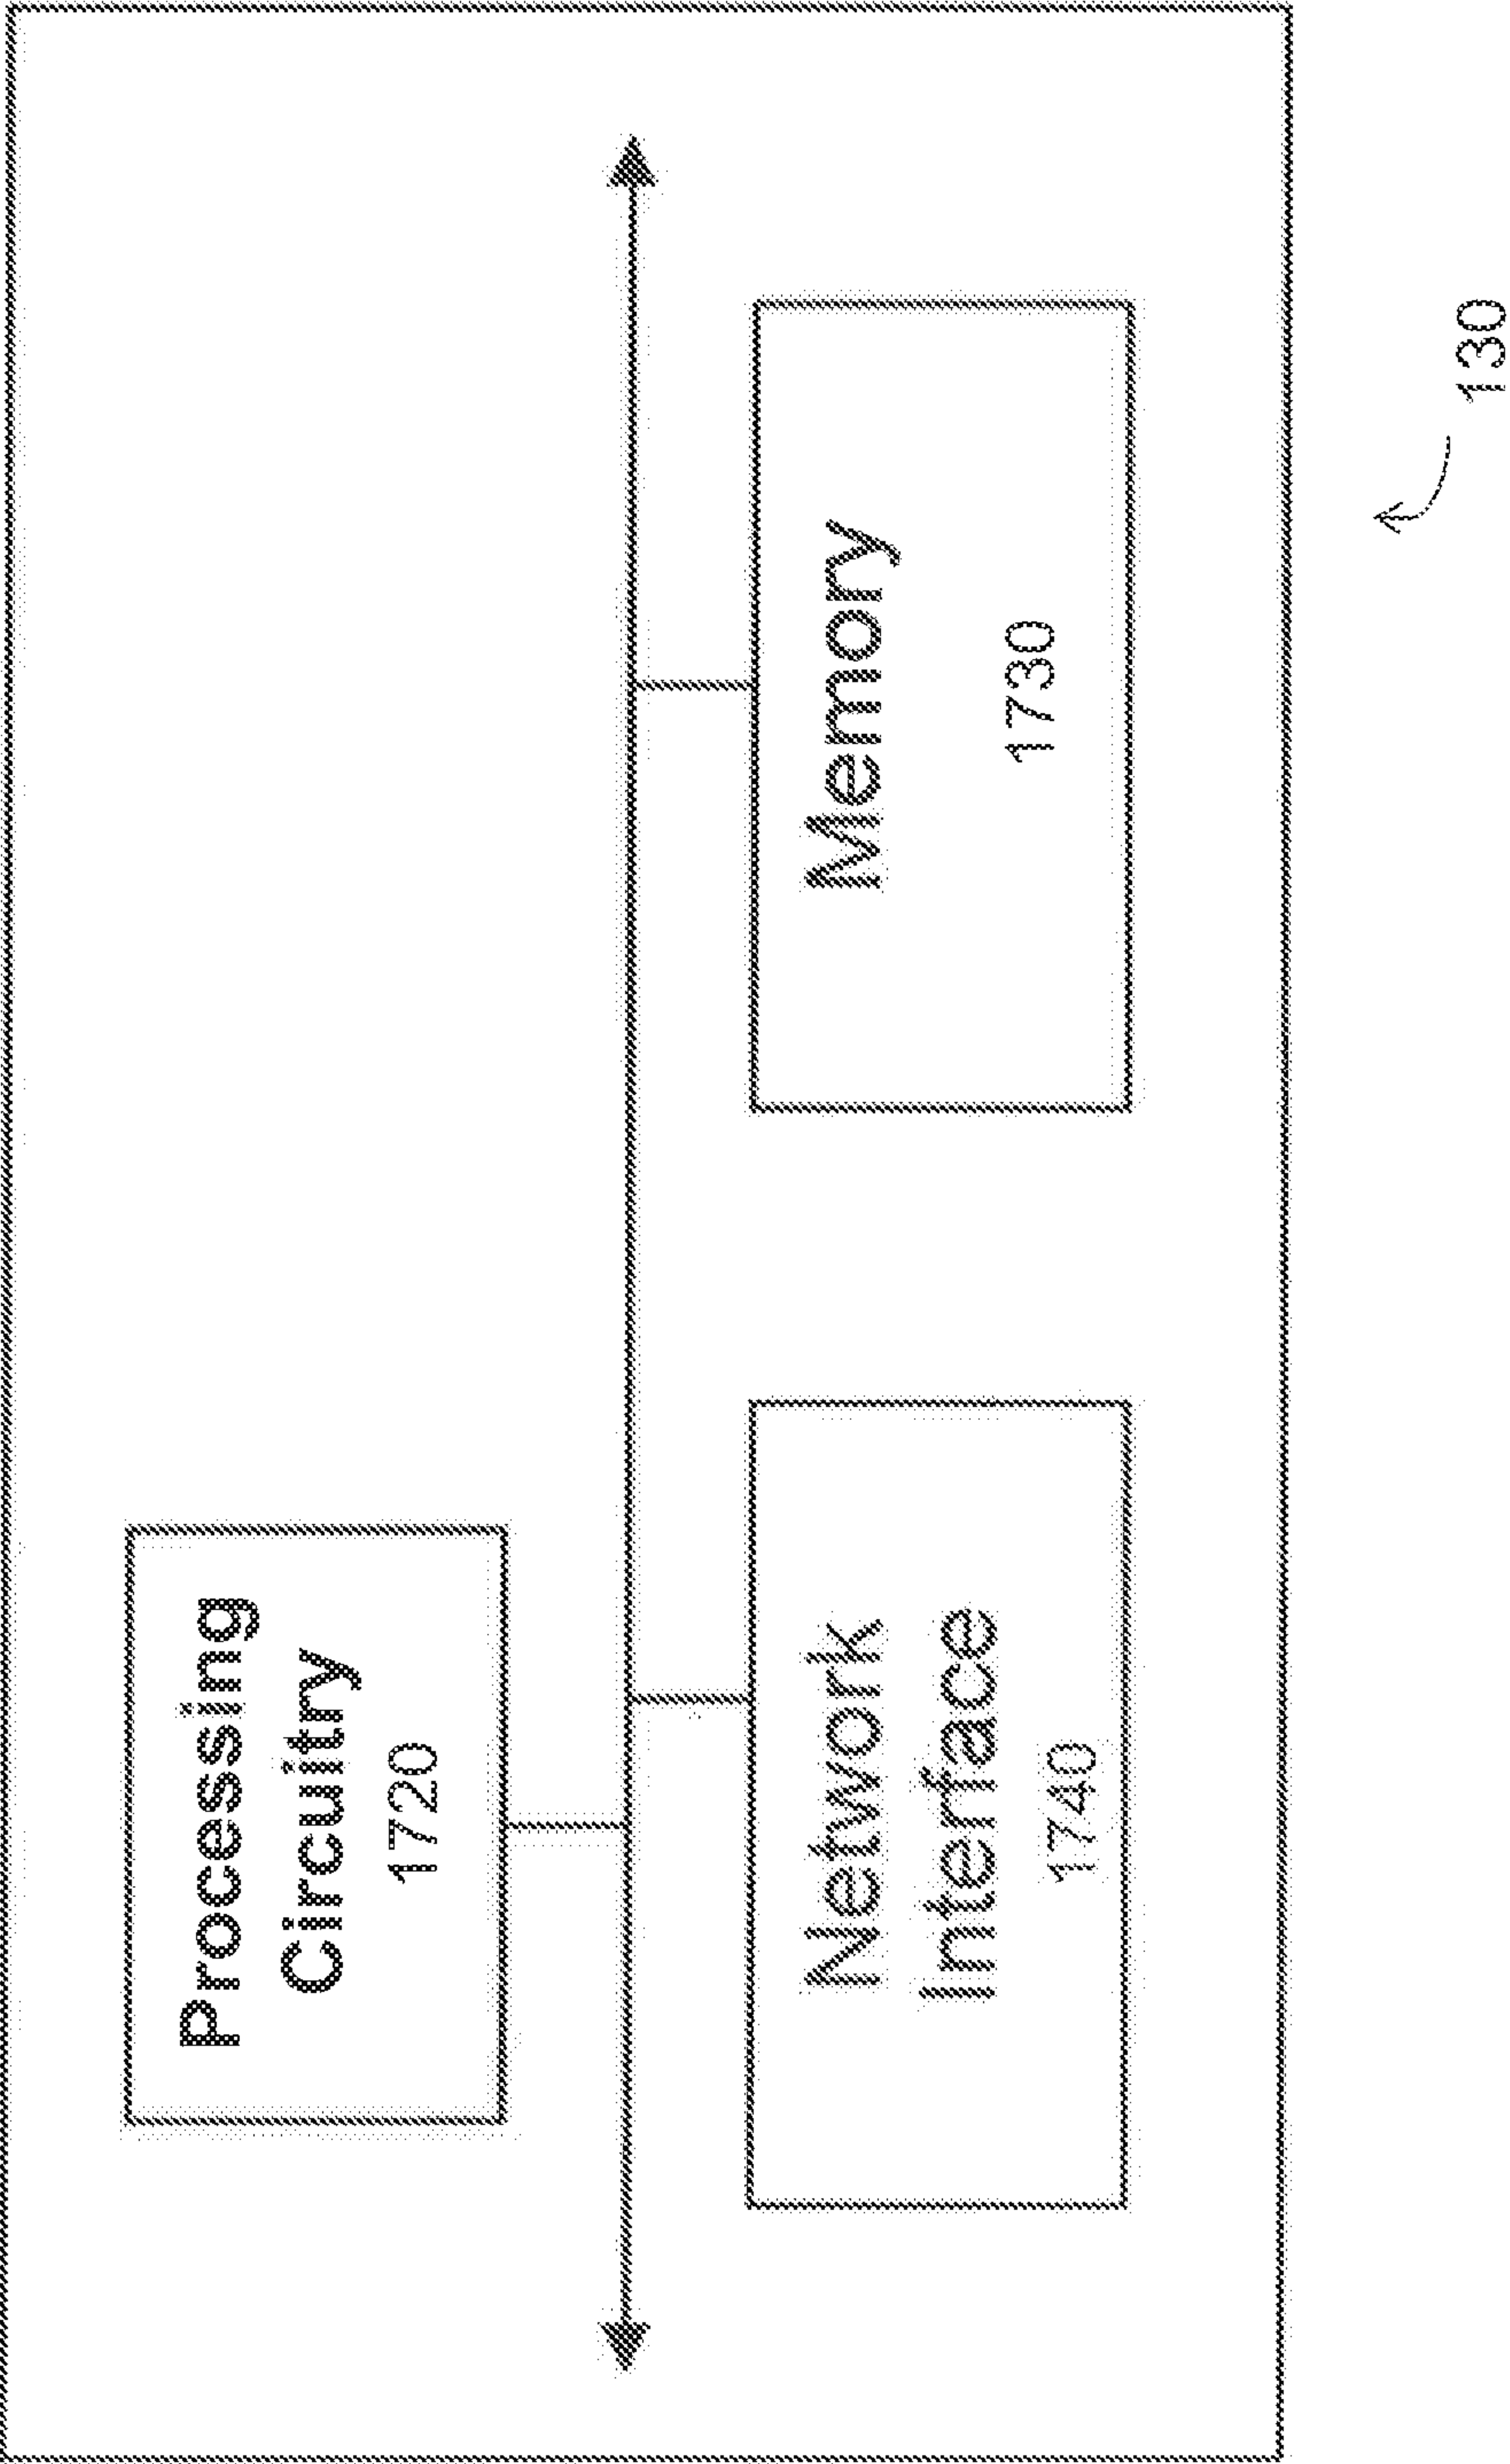 Processing
Circuitry
1720
Network
Interface
1740
Memory
1730
130